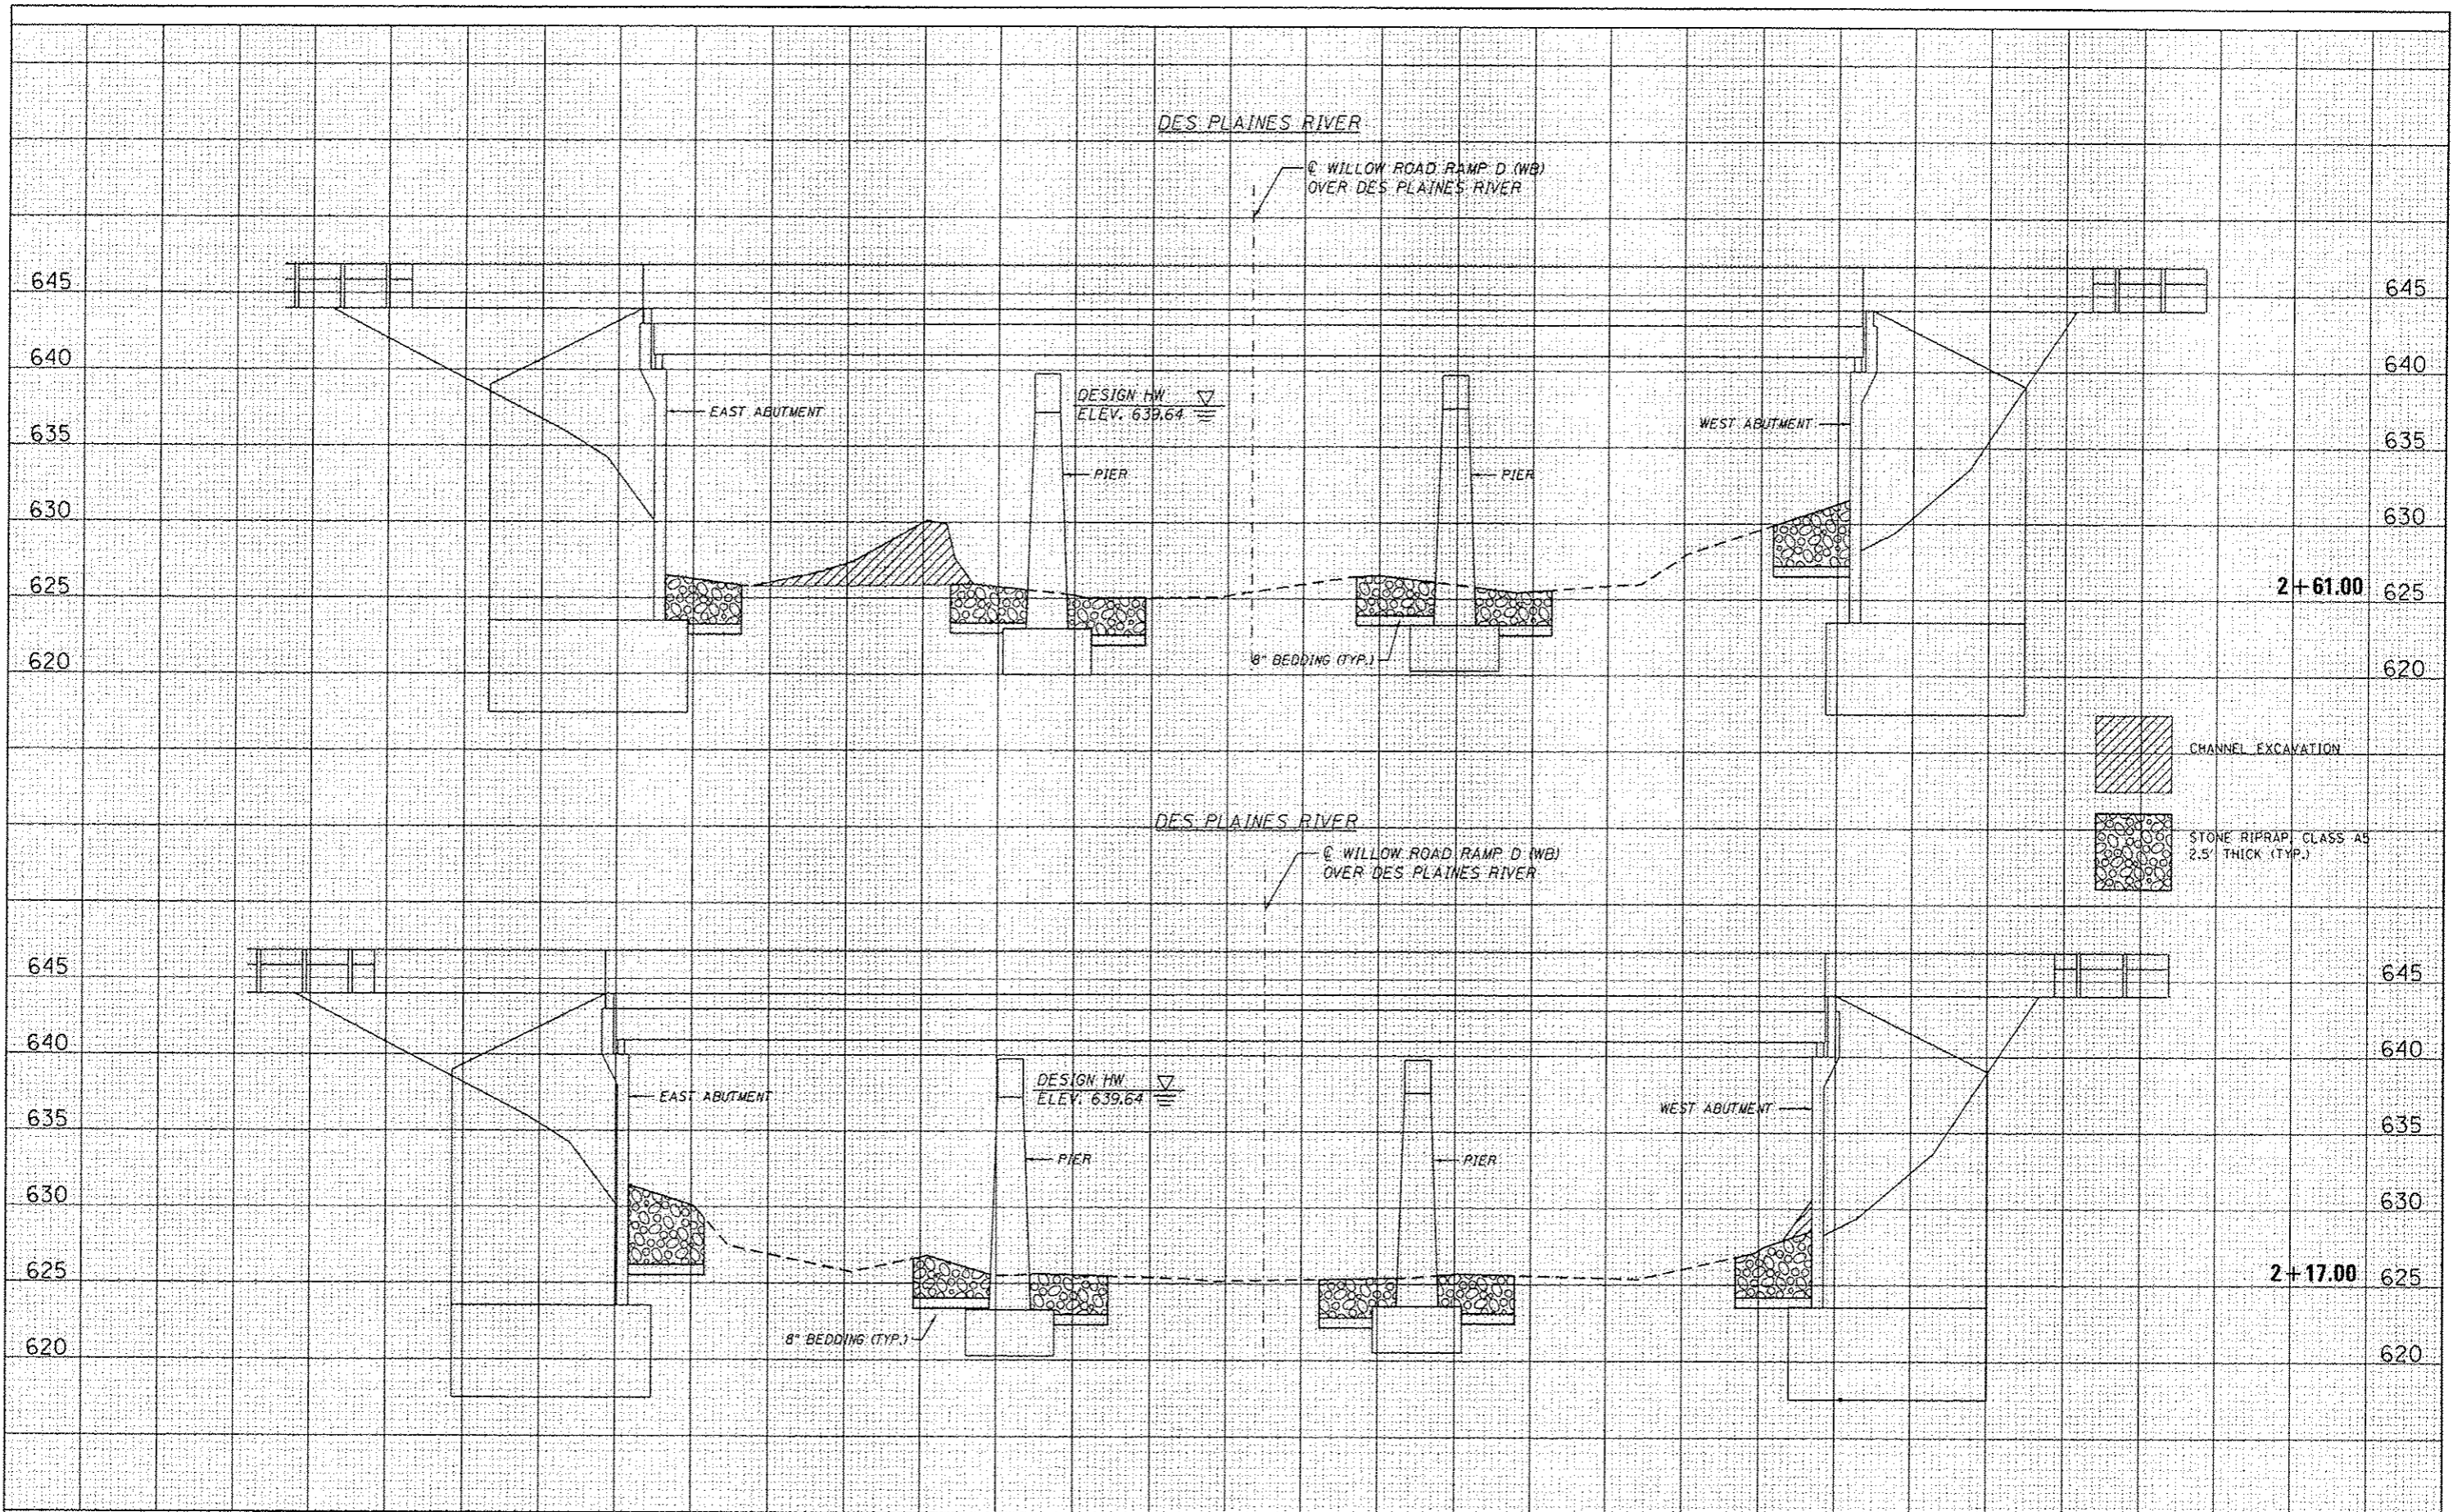 DES PLAINES RIVER
℄ WILLOW ROAD RAMP D (WB)
OVER DES PLAINES RIVER
645 645
640 640
DESIGN HW
ELEV. 639.64
EAST ABUTMENT
WEST ABUTMENT
635 635
PIER PIER
630 630
625 2+61.00 625
8" BEDDING (TYP.)
620 620
CHANNEL EXCAVATION
STONE RIPRAP, CLASS A5
2.5' THICK (TYP.)
DES PLAINES RIVER
℄ WILLOW ROAD RAMP D (WB)
OVER DES PLAINES RIVER
645 645
640 640
DESIGN HW
ELEV. 639.64
EAST ABUTMENT
WEST ABUTMENT
635 635
PIER PIER
630 630
625 2+17.00 625
8" BEDDING (TYP.)
620 620